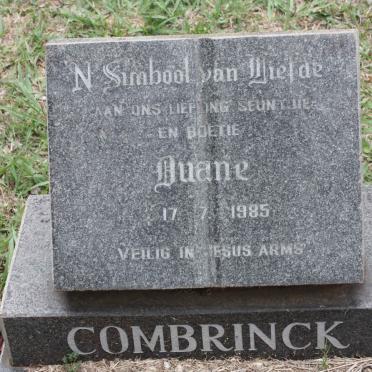 'N Simbool van Liefde
AAN ONS LIEFLING SEUNTJIE
EN BOETIE
Duane
17 7 1985
VEILIG IN JESUS ARMS
COMBRINCK